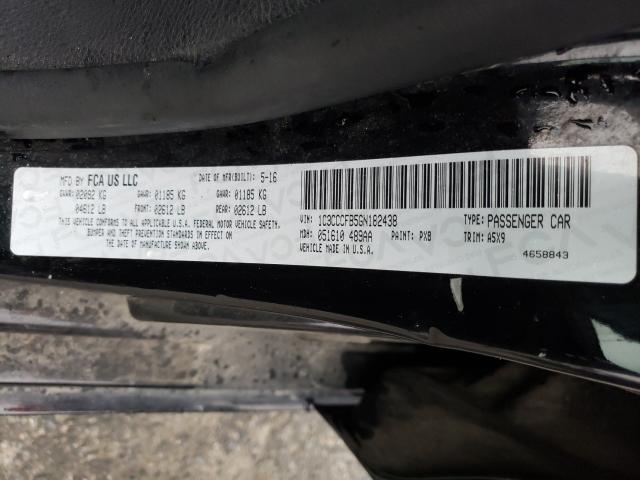 MFD BY FCA US LLC DATE OF MFR(BUILT): 5-16
GVWR: 02092 KG GAWR: 01185 KG GAWR: 01185 KG
04612 LB FRONT: 02612 LB REAR: 02612 LB
THIS VEHICLE CONFORMS TO ALL APPLICABLE U.S.A. FEDERAL MOTOR VEHICLE SAFETY,
BUMPER AND THEFT PREVENTION STANDARDS IN EFFECT ON
THE DATE OF MANUFACTURE SHOWN ABOVE.
VIN: 1C3CCCFB5GN182438 TYPE: PASSENGER CAR
MDH: 051610 489AA PAINT: PX8 TRIM: A5X9
VEHICLE MADE IN U.S.A.
4658843